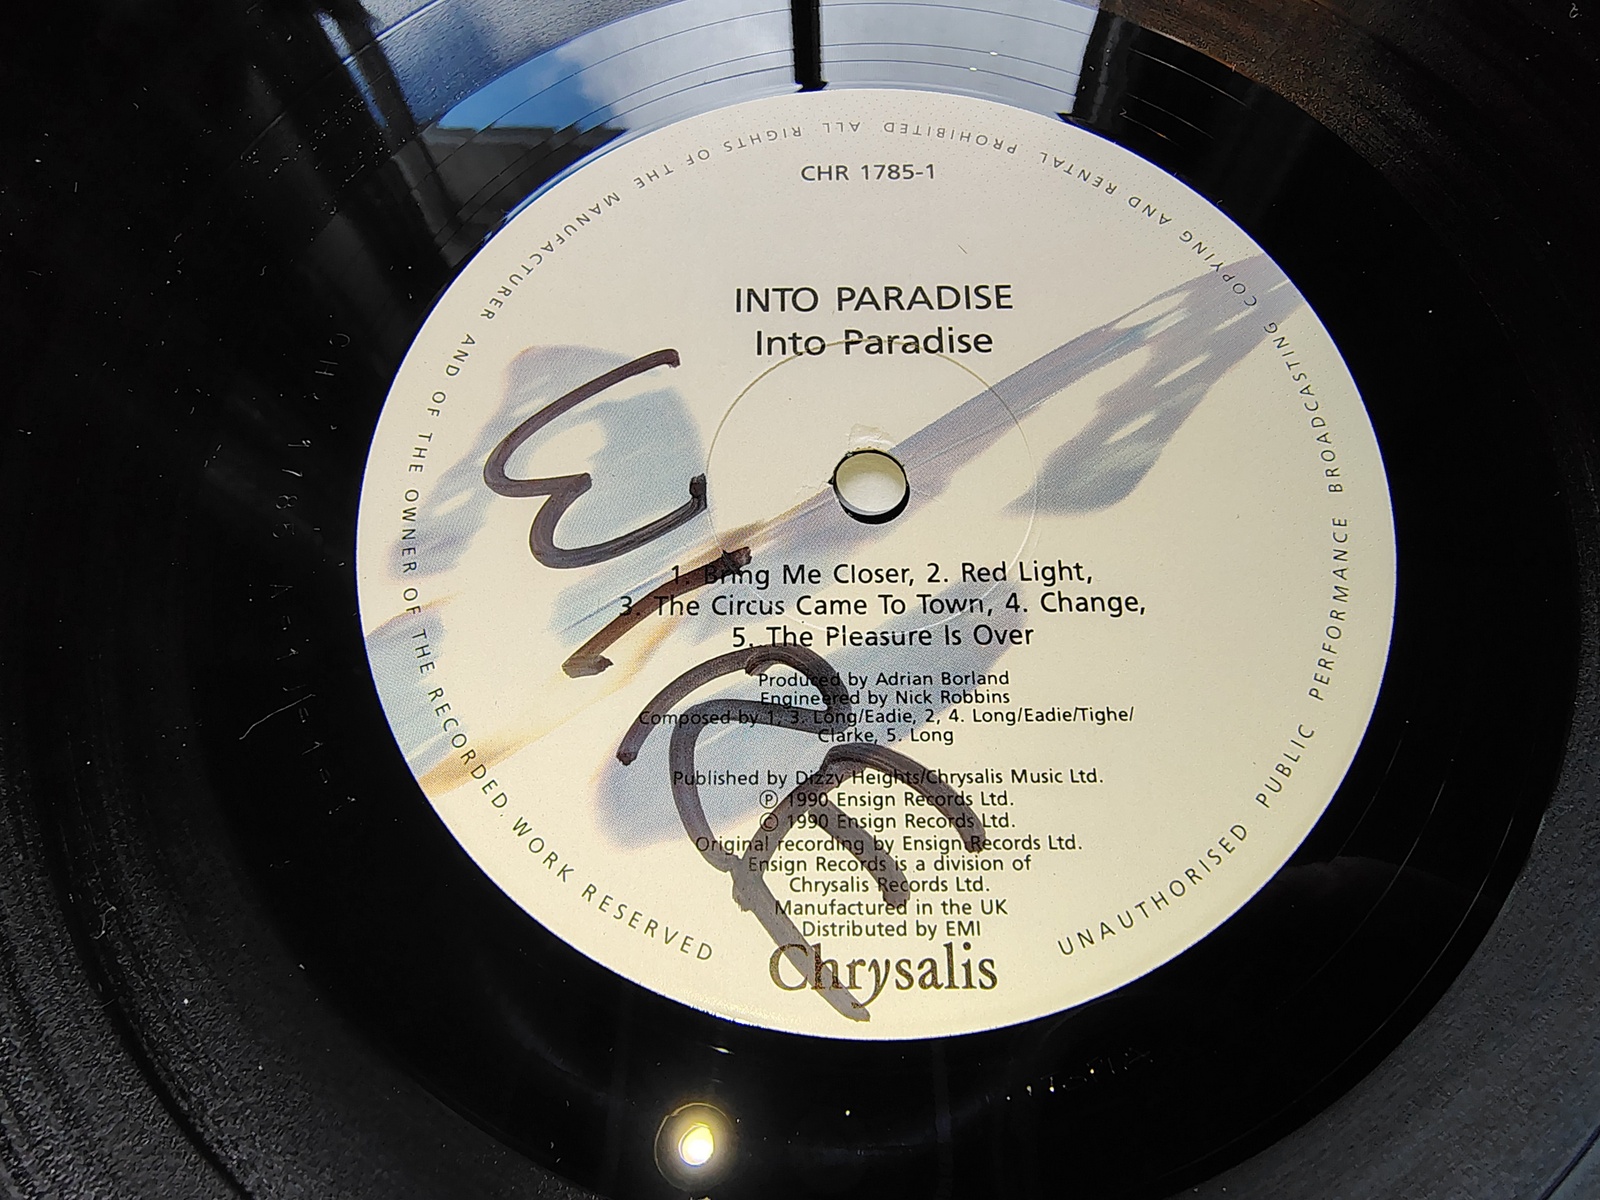 CHR 1785-1
INTO PARADISE
Into Paradise
1. Bring Me Closer, 2. Red Light,
3. The Circus Came To Town, 4. Change,
5. The Pleasure Is Over
Produced by Adrian Borland
Engineered by Nick Robbins
Composed by 1, 3. Long/Eadie, 2, 4. Long/Eadie/Tighe/
Clarke, 5. Long
Published by Dizzy Heights/Chrysalis Music Ltd.
Ⓟ 1990 Ensign Records Ltd.
© 1990 Ensign Records Ltd.
Original recording by Ensign Records Ltd.
Ensign Records is a division of
Chrysalis Records Ltd.
Manufactured in the UK
Distributed by EMI
Chrysalis
UNAUTHORISED PUBLIC PERFORMANCE BROADCASTING COPYING AND RENTAL PROHIBITED ALL RIGHTS OF THE MANUFACTURER AND OF THE OWNER OF THE RECORDED. WORK RESERVED
WIRE